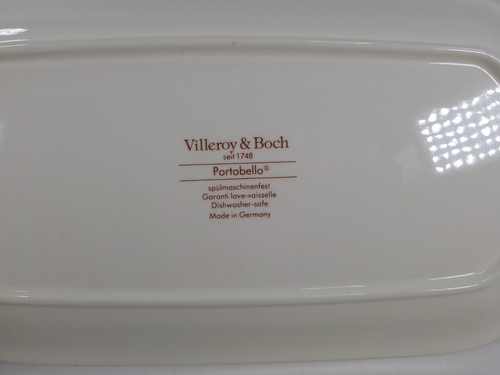 Villeroy & Boch
seit 1748
Portobello©
spülmaschinenfest
Garanti lave-vaisselle
Dishwasher-safe
Made in Germany